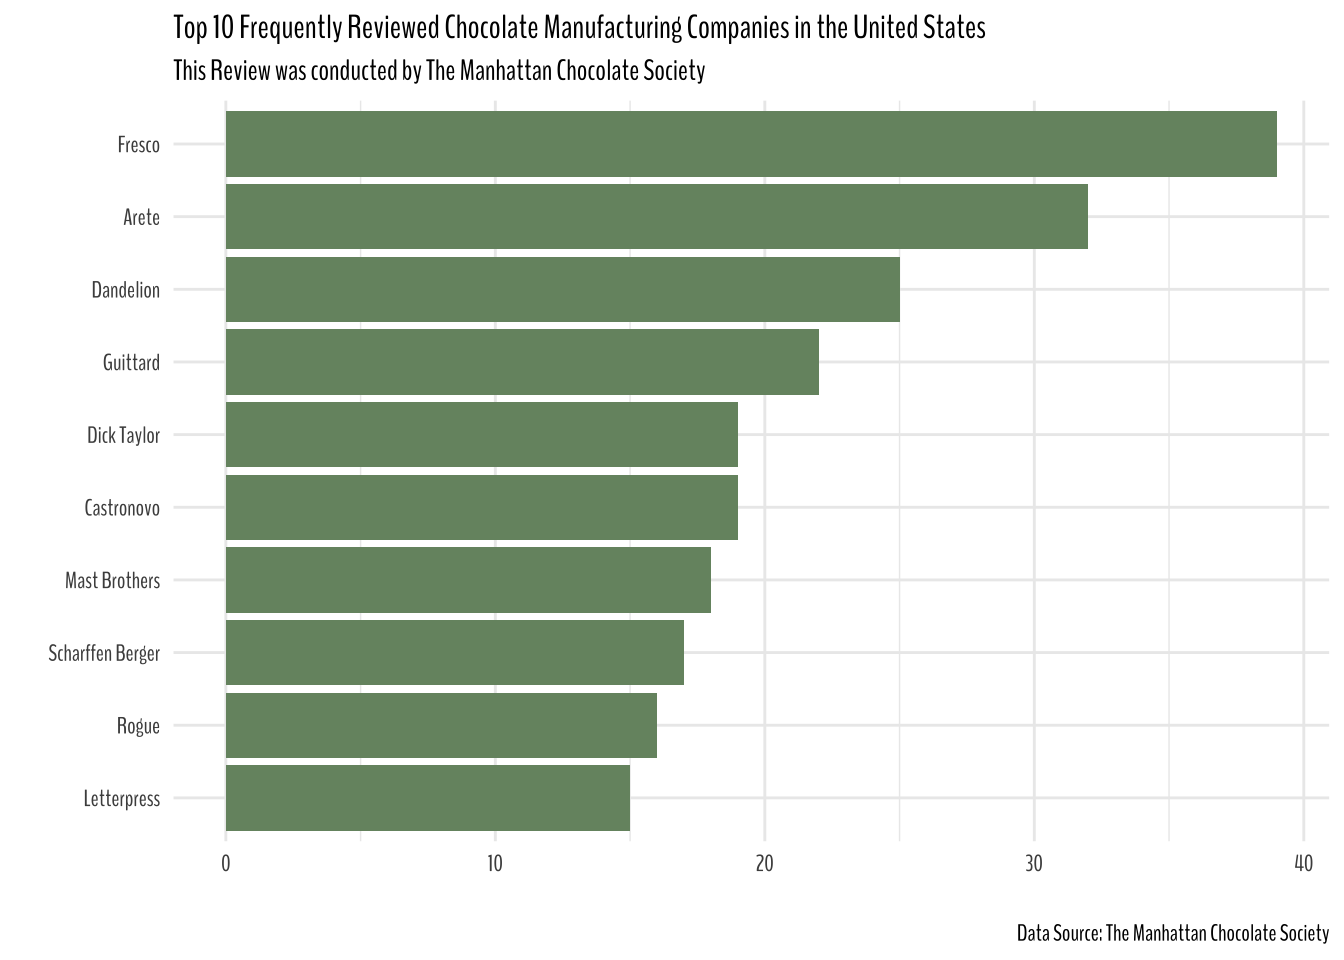 Top 10 Frequently Reviewed Chocolate Manufacturing Companies in the United States
This Review was conducted by The Manhattan Chocolate Society
Fresco
Arete
Dandelion
Guittard
Dick Taylor
Castronovo
Mast Brothers
Scharffen Berger
Rogue
Letterpress
0 10 20 30 40
Data Source: The Manhattan Chocolate Society